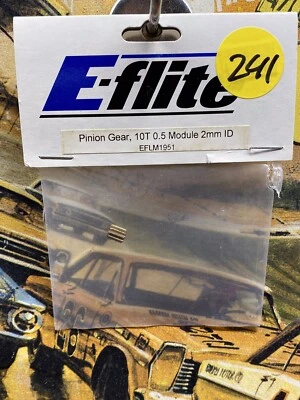 E-flite
241
Pinion Gear, 10T 0.5 Module 2mm ID
EFLM1951